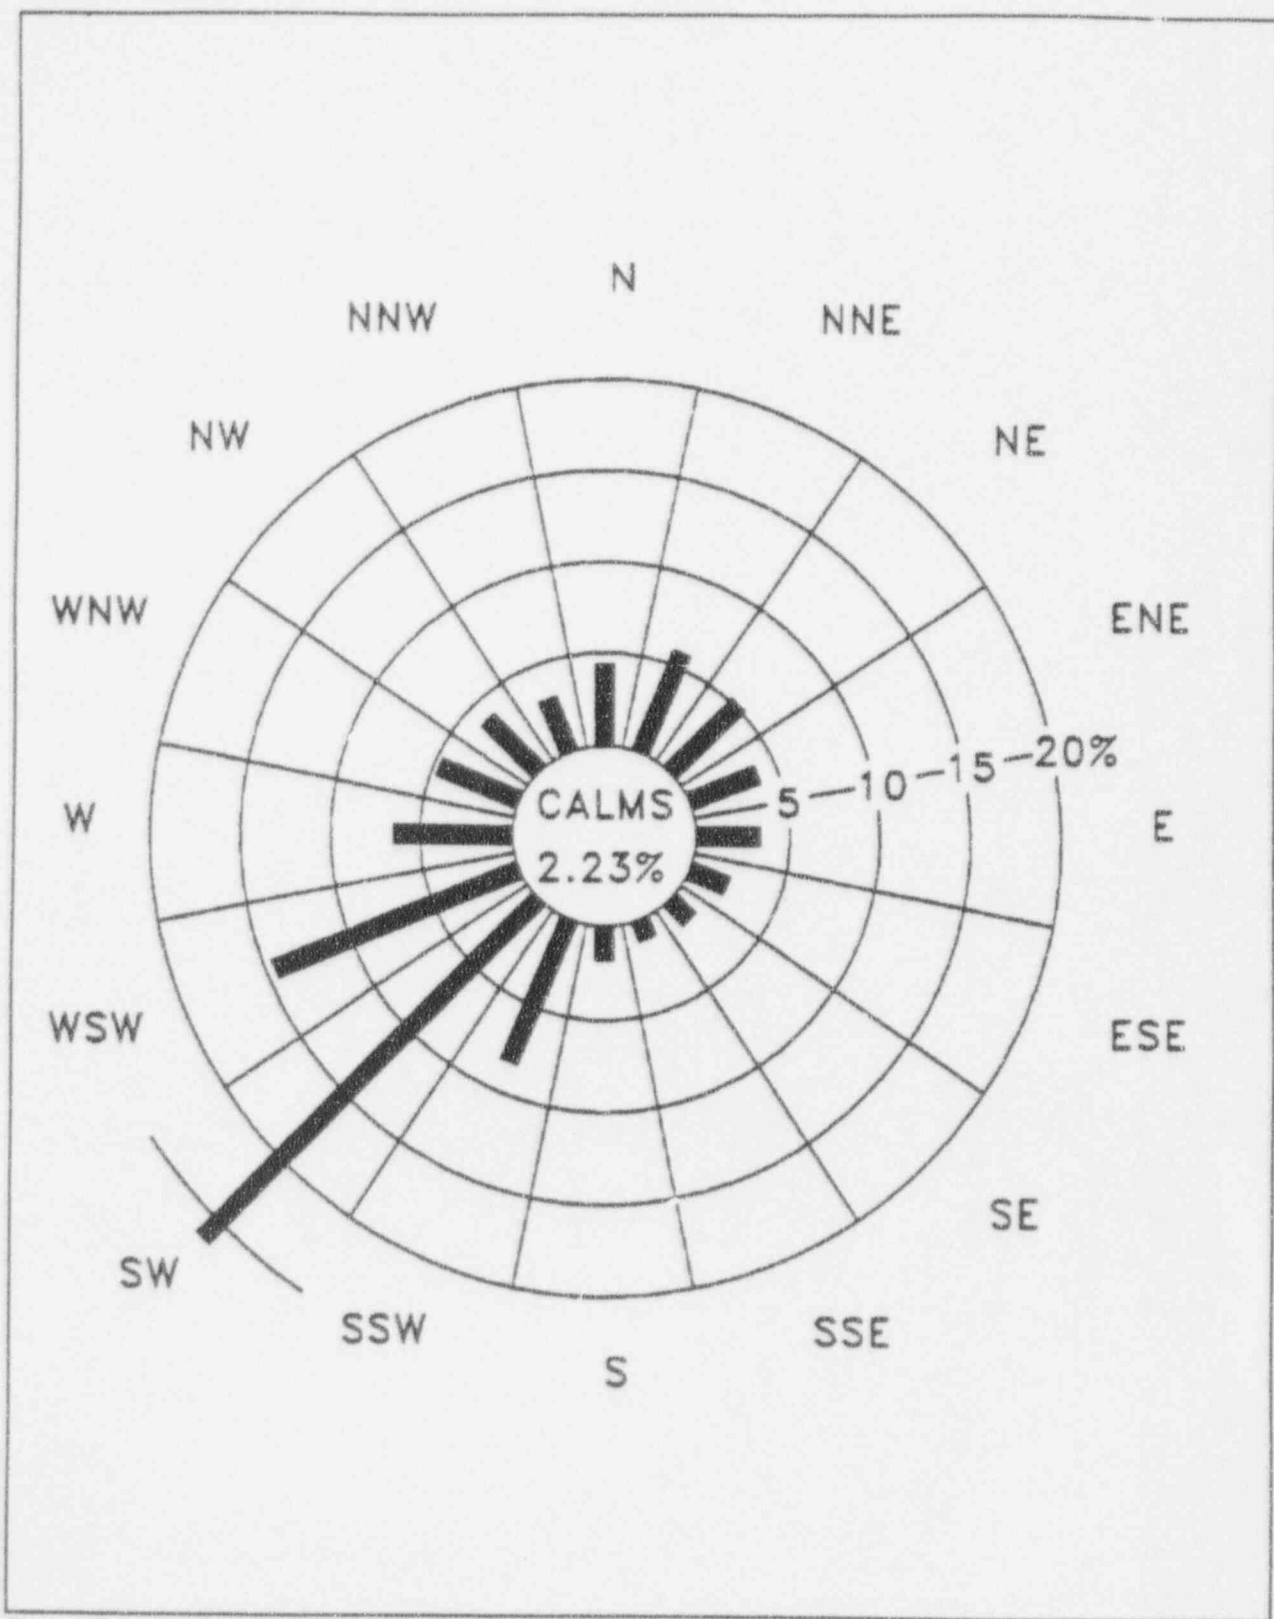 N
NNW
NNE
NW
NE
WNW
ENE
5—10—15—20%
CALMS
2.23%
W
E
WSW
ESE
SE
SW
SSW
SSE
S